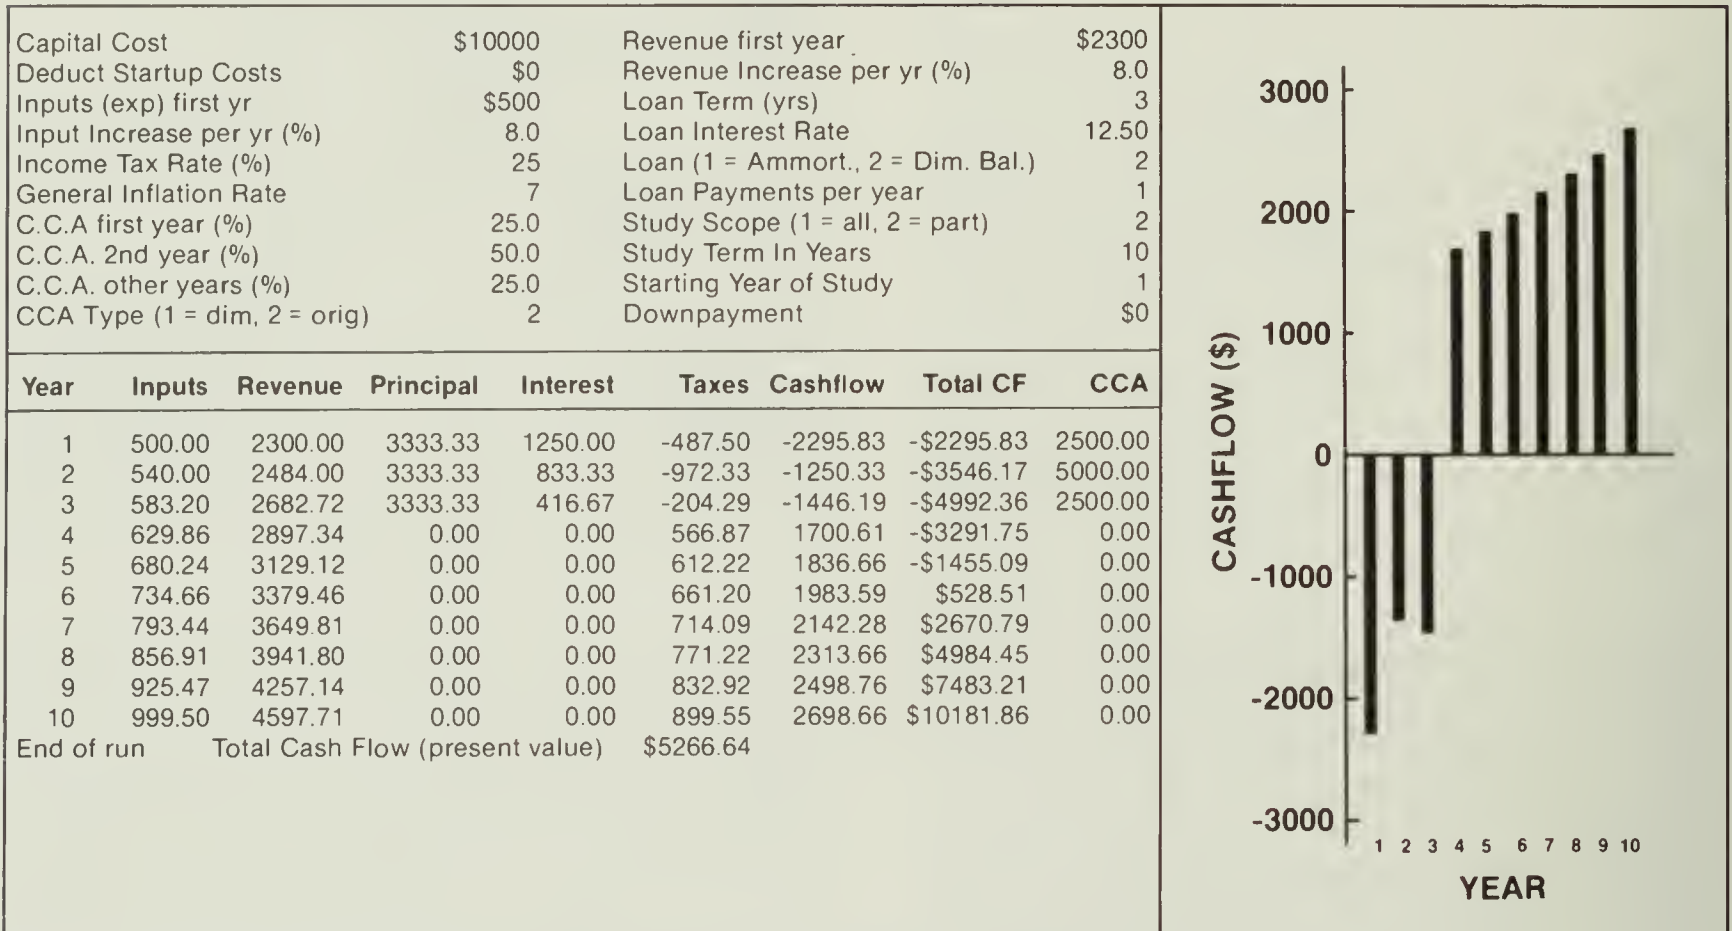 Capital Cost $10000 Revenue first year $2300
Deduct Startup Costs $0 Revenue Increase per yr (%) 8.0
Inputs (exp) first yr $500 Loan Term (yrs) 3
Input Increase per yr (%) 8.0 Loan Interest Rate 12.50
Income Tax Rate (%) 25 Loan (1 = Ammort., 2 = Dim. Bal.) 2
General Inflation Rate 7 Loan Payments per year 1
C.C.A first year (%) 25.0 Study Scope (1 = all, 2 = part) 2
C.C.A. 2nd year (%) 50.0 Study Term In Years 10
C.C.A. other years (%) 25.0 Starting Year of Study 1
CCA Type (1 = dim, 2 = orig) 2 Downpayment $0
Year Inputs Revenue Principal Interest Taxes Cashflow Total CF CCA
1 500.00 2300.00 3333.33 1250.00 -487.50 -2295.83 -$2295.83 2500.00
2 540.00 2484.00 3333.33 833.33 -972.33 -1250.33 -$3546.17 5000.00
3 583.20 2682.72 3333.33 416.67 -204.29 -1446.19 -$4992.36 2500.00
4 629.86 2897.34 0.00 0.00 566.87 1700.61 -$3291.75 0.00
5 680.24 3129.12 0.00 0.00 612.22 1836.66 -$1455.09 0.00
6 734.66 3379.46 0.00 0.00 661.20 1983.59 $528.51 0.00
7 793.44 3649.81 0.00 0.00 714.09 2142.28 $2670.79 0.00
8 856.91 3941.80 0.00 0.00 771.22 2313.66 $4984.45 0.00
9 925.47 4257.14 0.00 0.00 832.92 2498.76 $7483.21 0.00
10 999.50 4597.71 0.00 0.00 899.55 2698.66 $10181.86 0.00
End of run Total Cash Flow (present value) $5266.64
CASHFLOW ($)
3000
2000
1000
0
-1000
-2000
-3000
1 2 3 4 5 6 7 8 9 10
YEAR